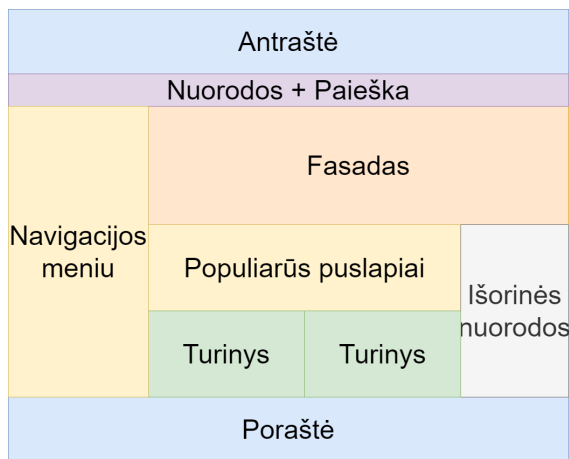 Antraštė
Nuorodos + Paieška
Navigacijos
meniu
Fasadas
Populiarūs puslapiai
Išorinės
nuorodos
Turinys
Turinys
Poraštė